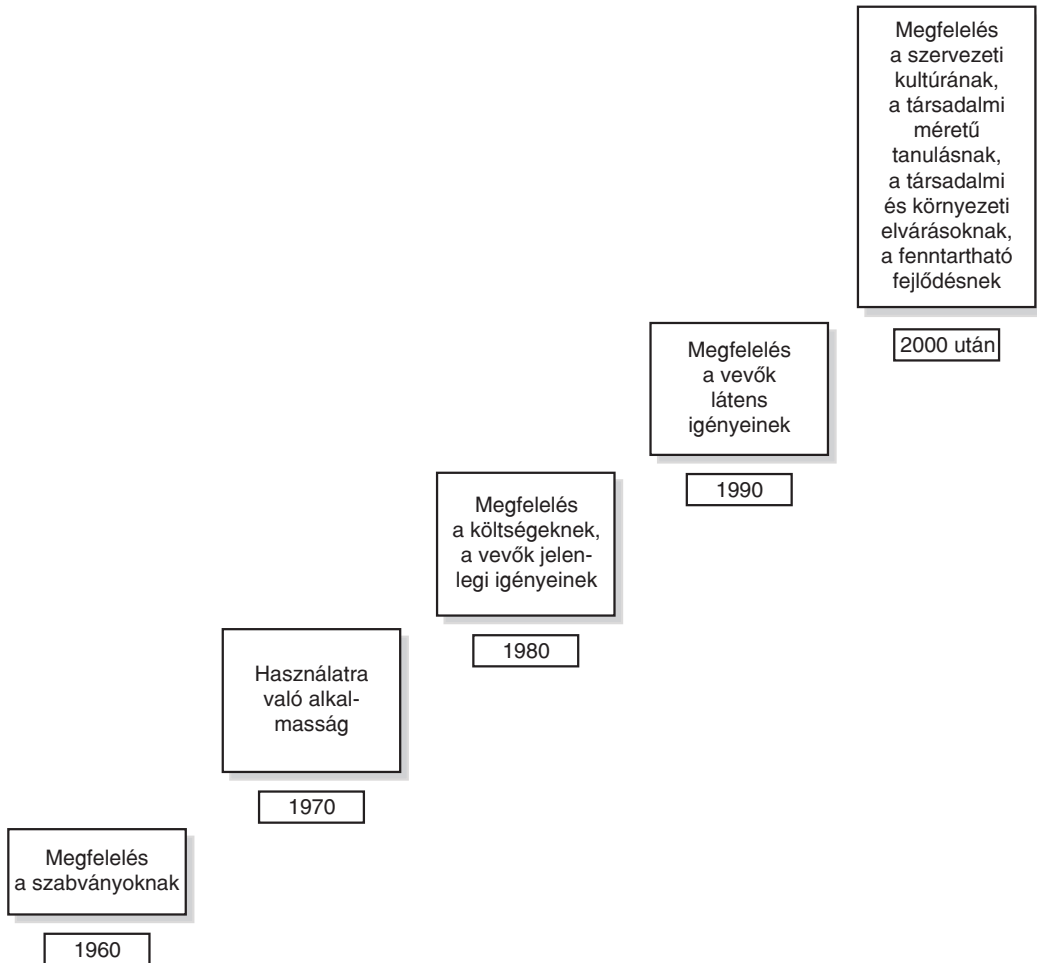 Megfelelés
a szervezeti
kultúrának,
a társadalmi
méretű
tanulásnak,
a társadalmi
és környezeti
elvárásoknak,
a fenntartható
fejlődésnek
2000 után
Megfelelés
a vevők
látens
igényeinek
1990
Megfelelés
a költségeknek,
a vevők jelen-
legi igényeinek
1980
Használatra
való alkal-
masság
1970
Megfelelés
a szabványoknak
1960